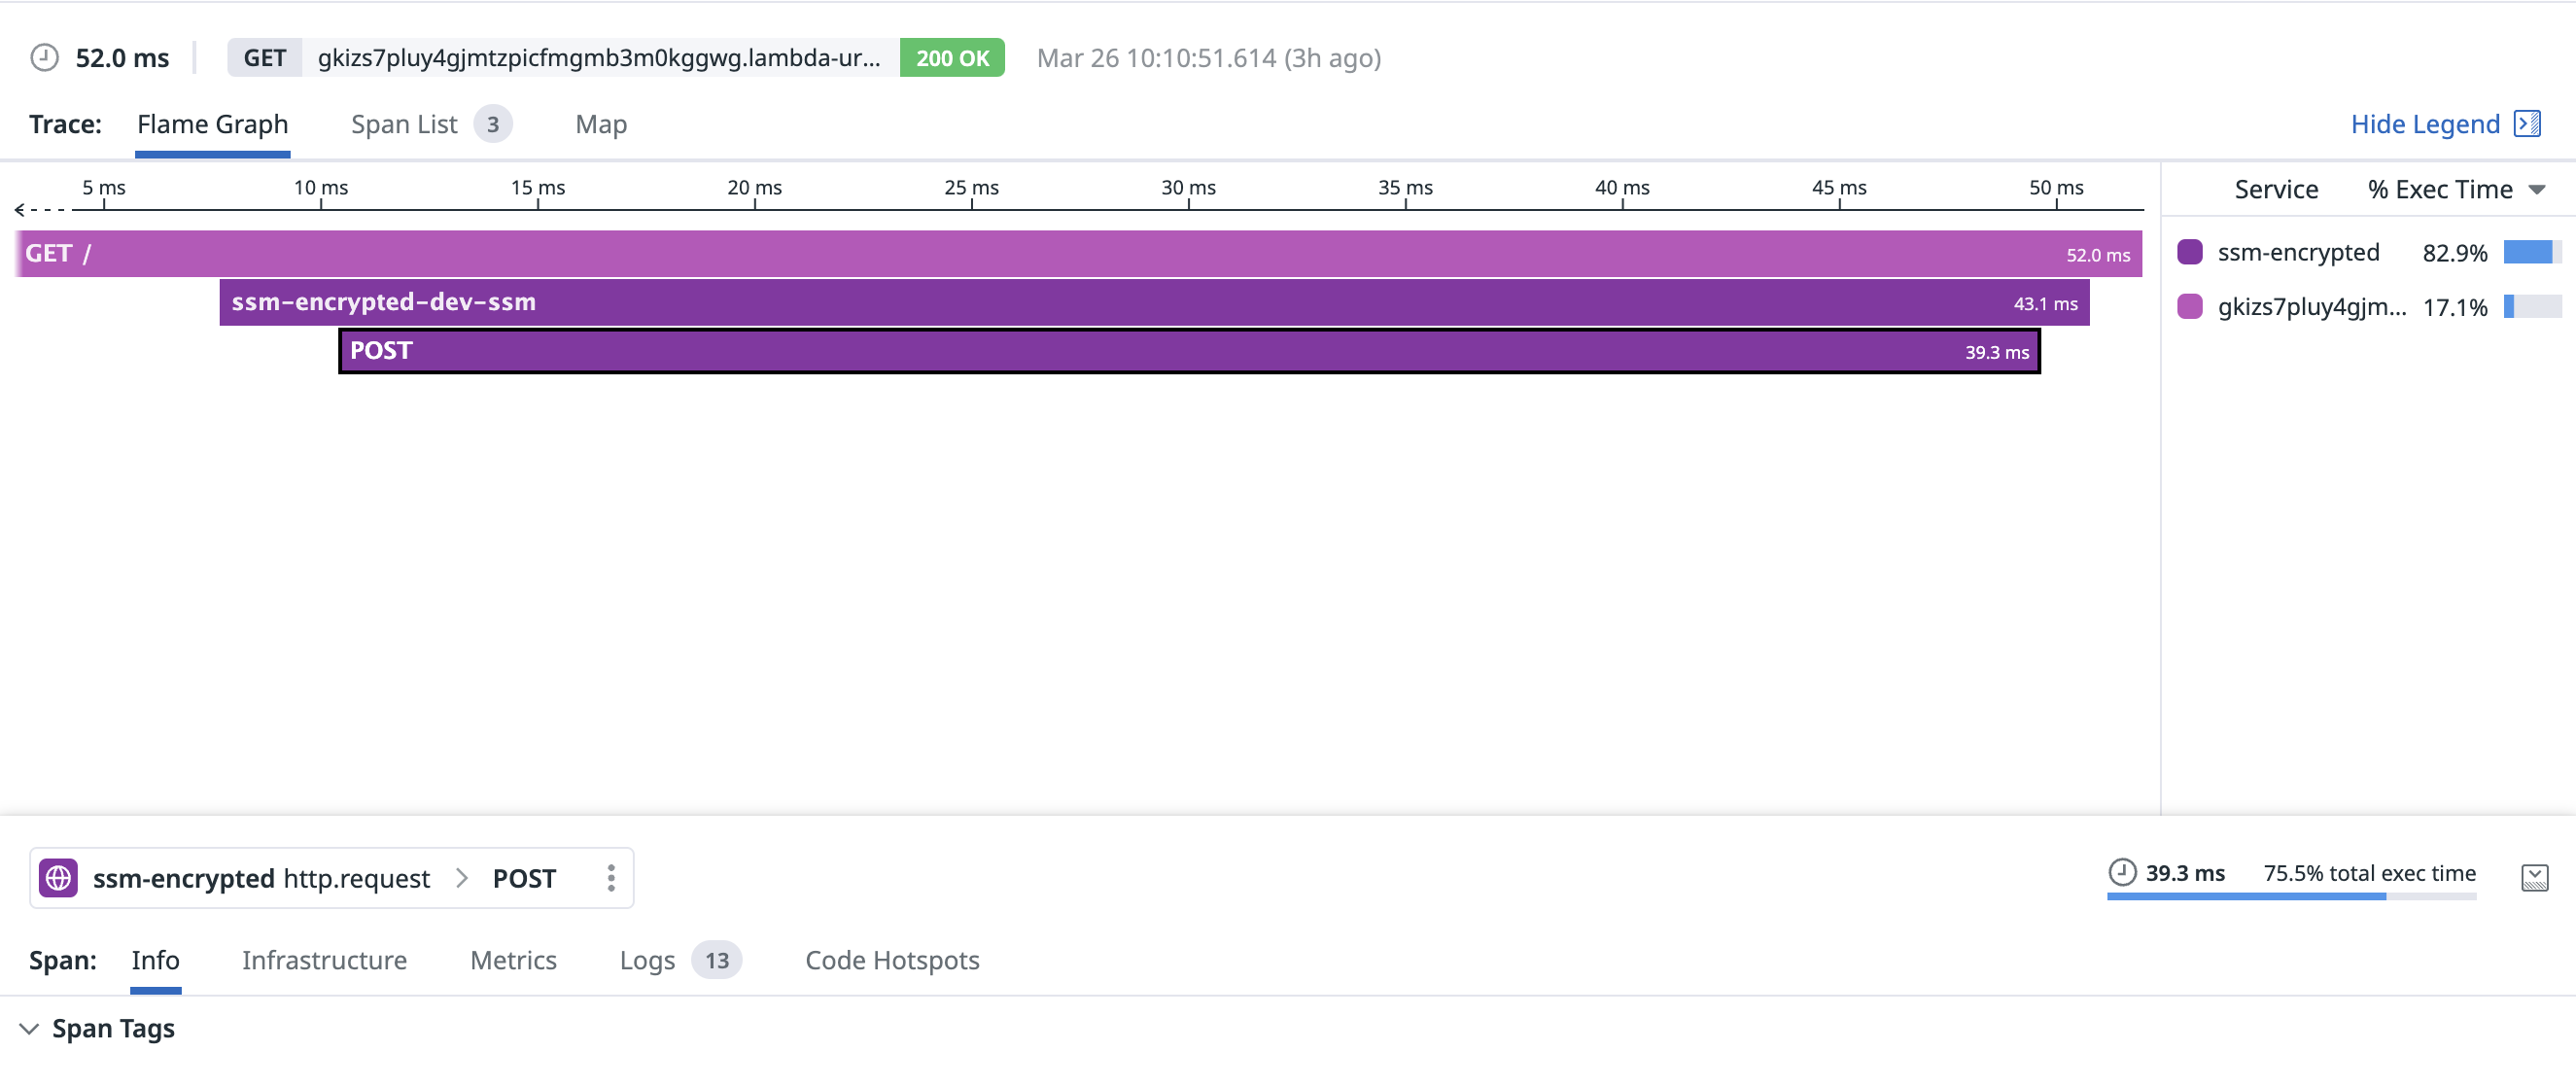 52.0 ms GET gkizs7pluy4gjmtzpicfmgmb3m0kggwg.lambda-ur... 200 OK Mar 26 10:10:51.614 (3h ago)
Trace: Flame Graph Span List 3 Map Hide Legend
5 ms 10 ms 15 ms 20 ms 25 ms 30 ms 35 ms 40 ms 45 ms 50 ms
Service % Exec Time
GET / 52.0 ms
ssm-encrypted 82.9%
ssm-encrypted-dev-ssm 43.1 ms
gkizs7pluy4gjm... 17.1%
POST 39.3 ms
ssm-encrypted http.request > POST 39.3 ms 75.5% total exec time
Span: Info Infrastructure Metrics Logs 13 Code Hotspots
Span Tags